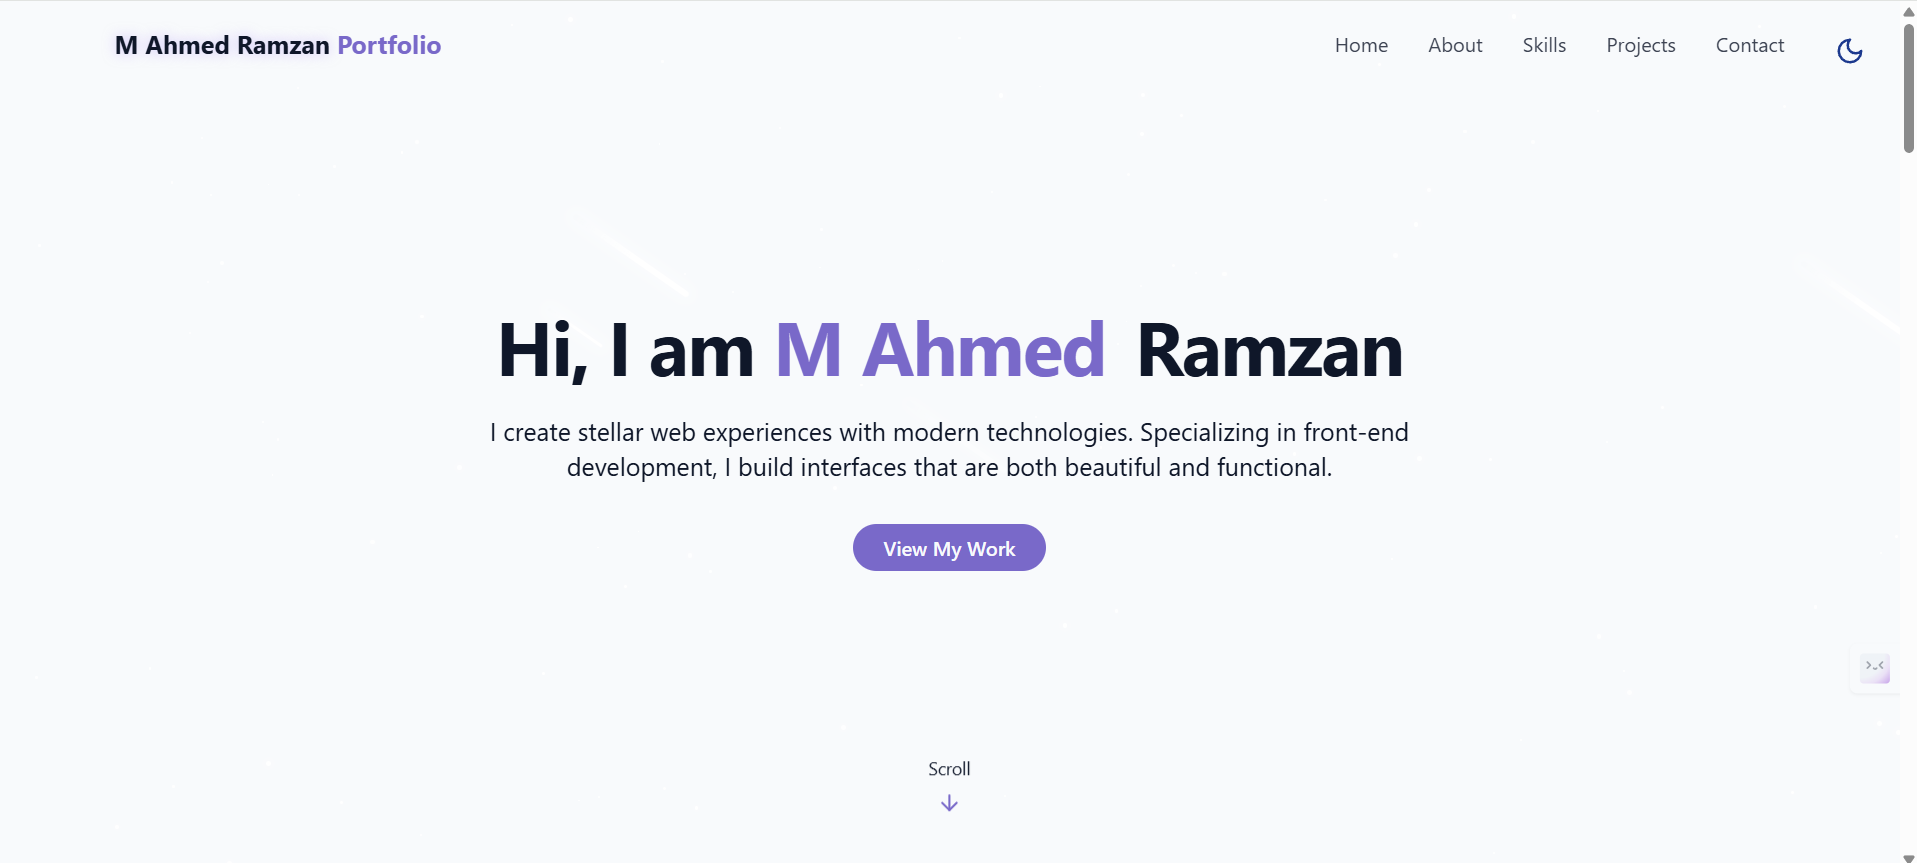 M Ahmed Ramzan Portfolio
Home About Skills Projects Contact
Hi, I am M Ahmed Ramzan
I create stellar web experiences with modern technologies. Specializing in front-end
development, I build interfaces that are both beautiful and functional.
View My Work
Scroll